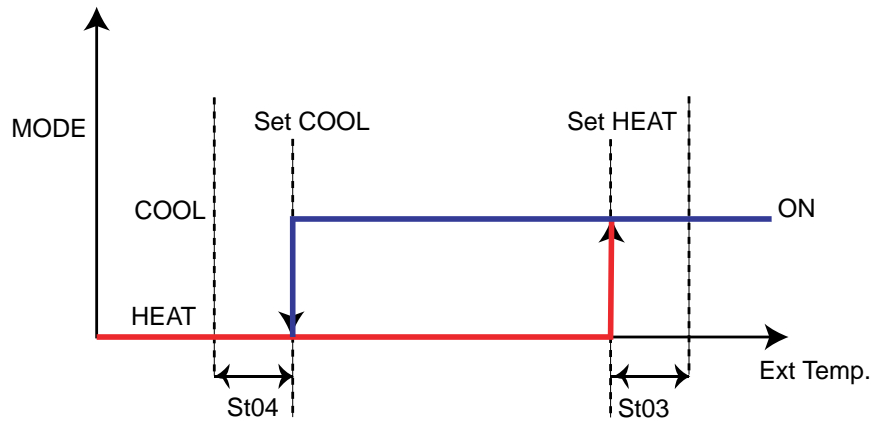 Set COOL
Set HEAT
MODE
COOL
ON
HEAT
Ext Temp.
St04
St03